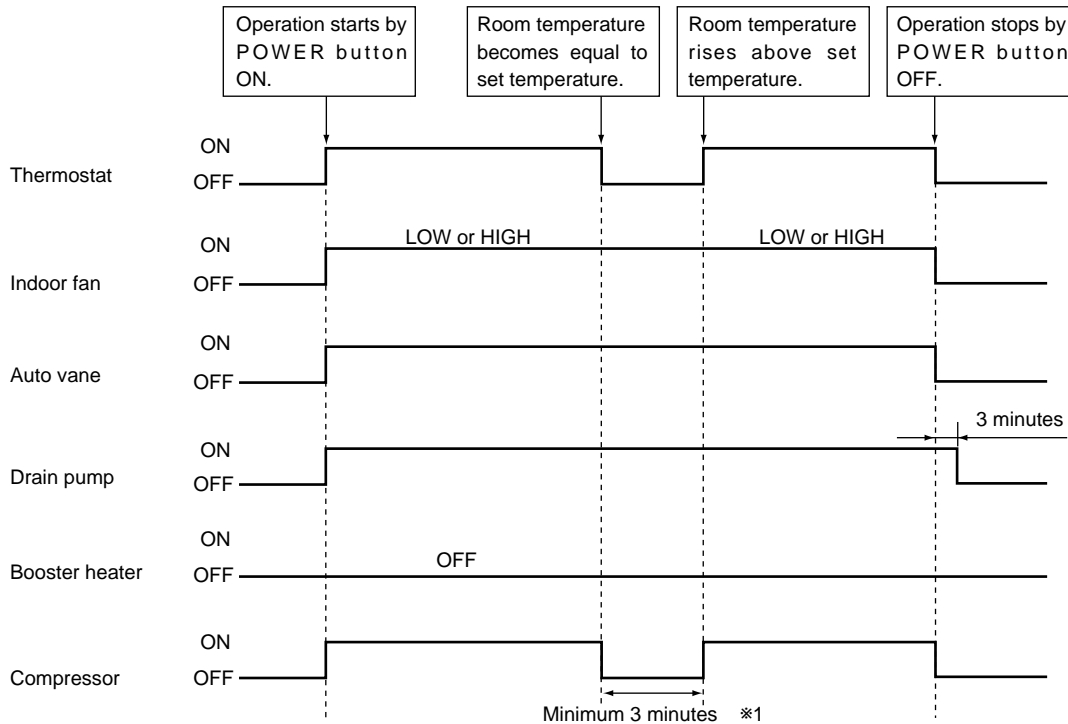 Operation starts by
POWER button
ON.
Room temperature
becomes equal to
set temperature.
Room temperature
rises above set
temperature.
Operation stops by
POWER button
OFF.
Thermostat
ON
OFF
Indoor fan
ON
OFF
LOW or HIGH
LOW or HIGH
Auto vane
ON
OFF
Drain pump
ON
OFF
3 minutes
Booster heater
ON
OFF
OFF
Compressor
ON
OFF
Minimum 3 minutes ※1